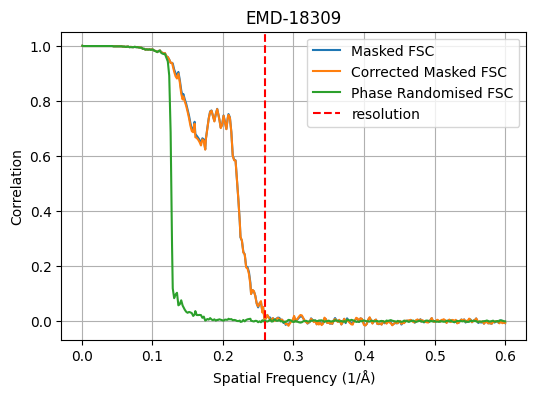 EMD-18309
1.0
0.8
0.6
0.4
0.2
0.0
Correlation
Masked FSC
Corrected Masked FSC
Phase Randomised FSC
resolution
0.0 0.1 0.2 0.3 0.4 0.5 0.6
Spatial Frequency (1/Å)